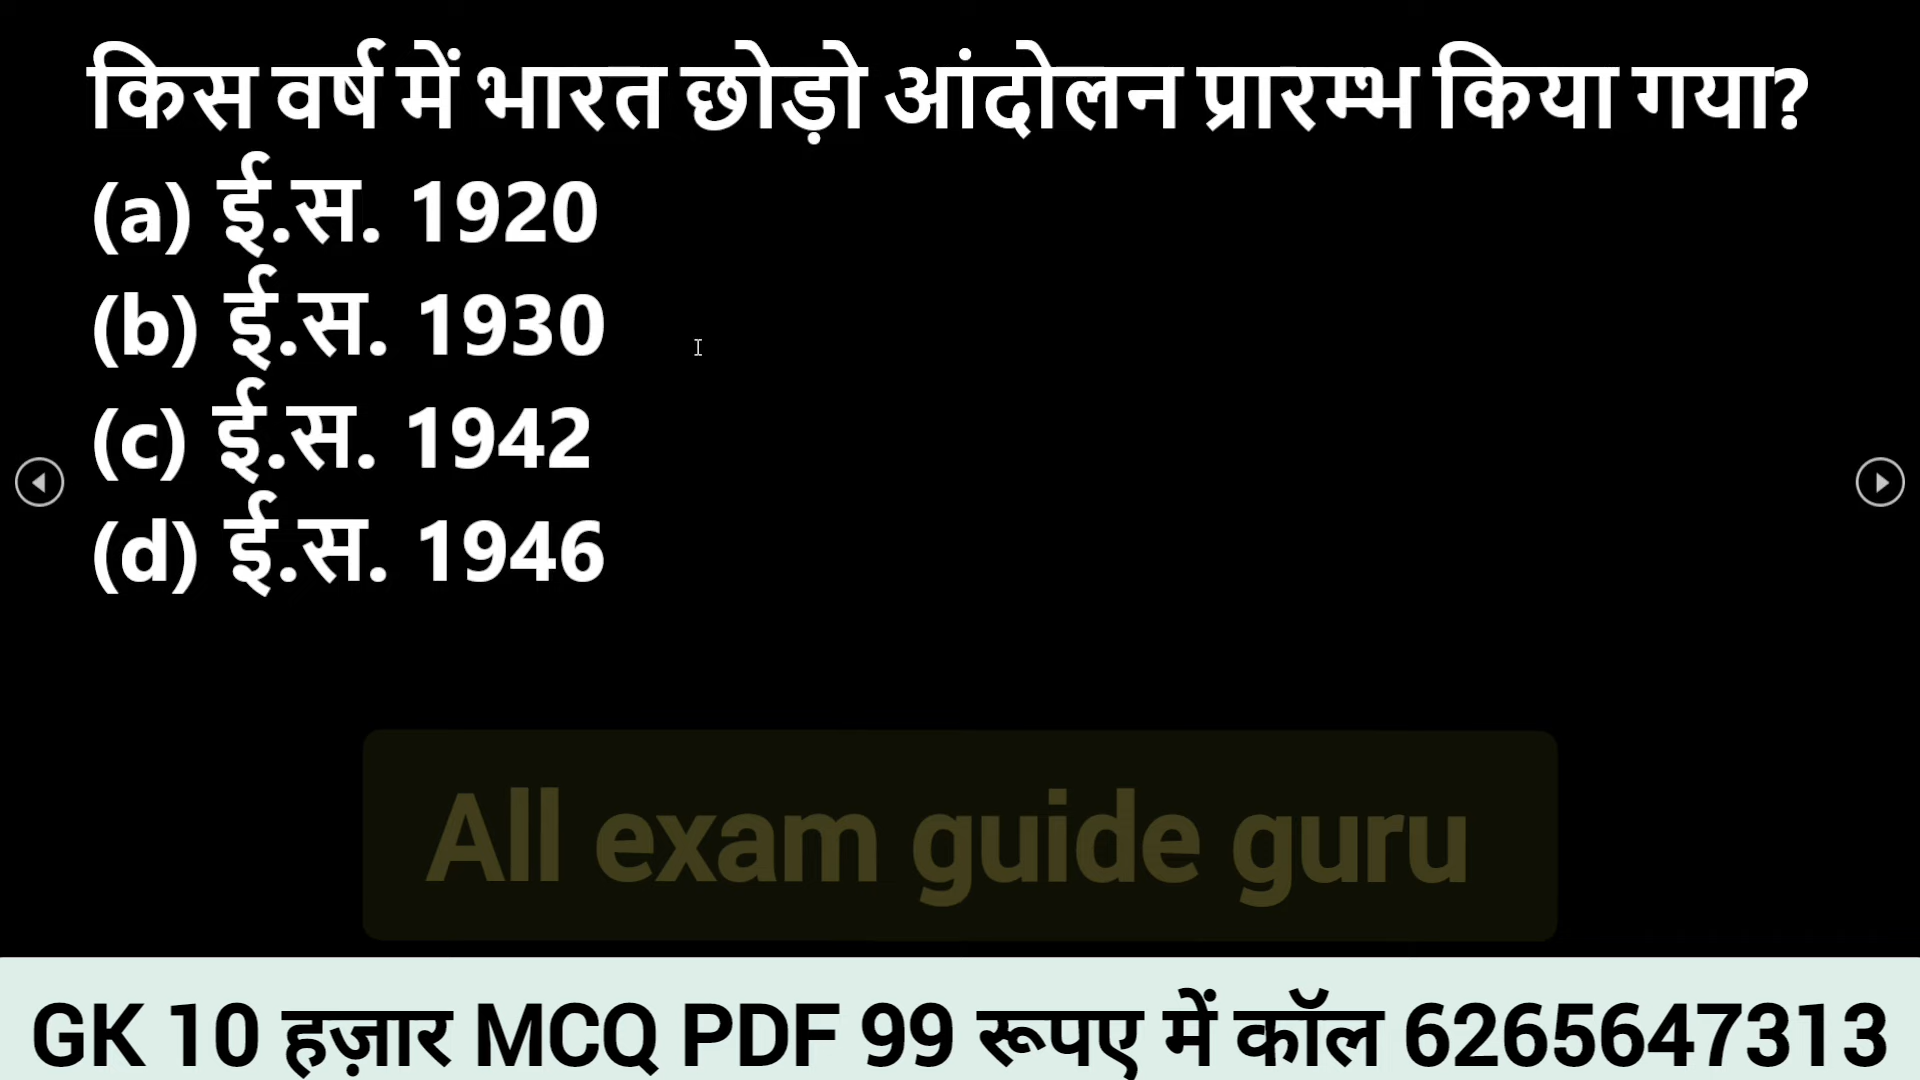 किस वर्ष में भारत छोड़ो आंदोलन प्रारम्भ किया गया?
(a) ई.स. 1920
(b) ई.स. 1930
(c) ई.स. 1942
(d) ई.स. 1946
All exam guide guru
GK 10 हज़ार MCQ PDF 99 रूपए में कॉल 6265647313